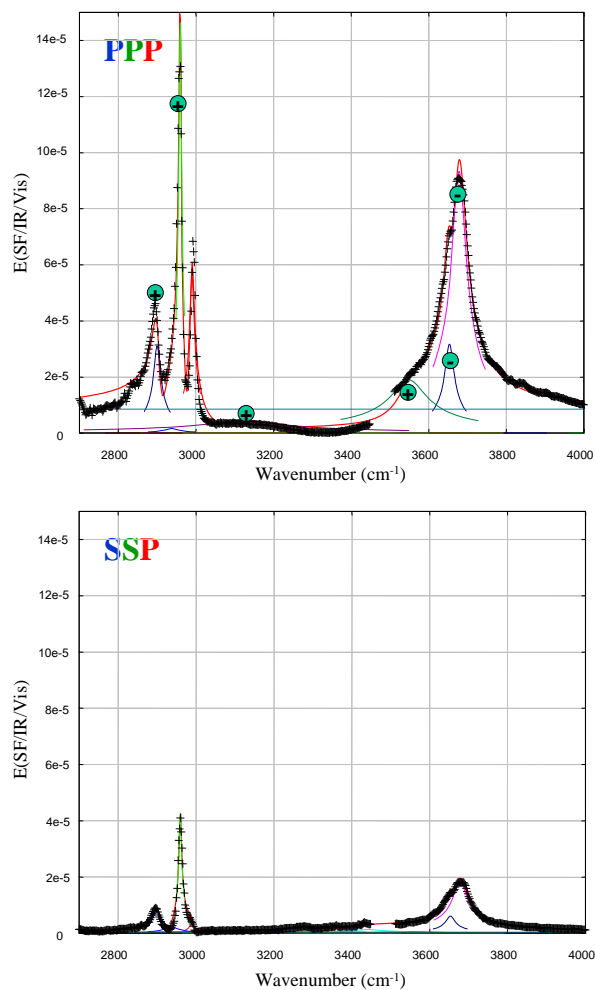 PPP
14e-5
12e-5
10e-5
8e-5
6e-5
4e-5
2e-5
0
E(SF/IR/Vis)
+
+
+
+
-
-
2800 3000 3200 3400 3600 3800 4000
Wavenumber (cm-1)
SSP
14e-5
12e-5
10e-5
8e-5
6e-5
4e-5
2e-5
0
E(SF/IR/Vis)
2800 3000 3200 3400 3600 3800 4000
Wavenumber (cm-1)